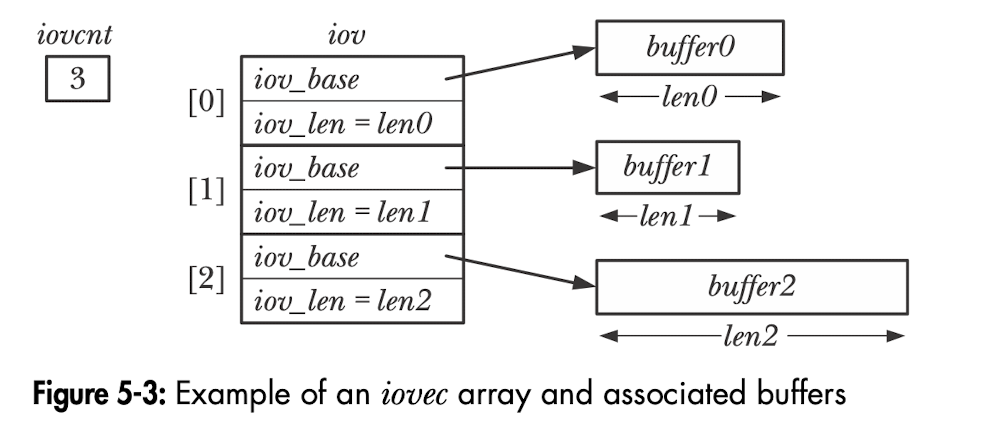 iovcnt
3
iov
[0]
iov_base
iov_len = len0
[1]
iov_base
iov_len = len1
[2]
iov_base
iov_len = len2
buffer0
len0
buffer1
len1
buffer2
len2
Figure 5-3: Example of an iovec array and associated buffers